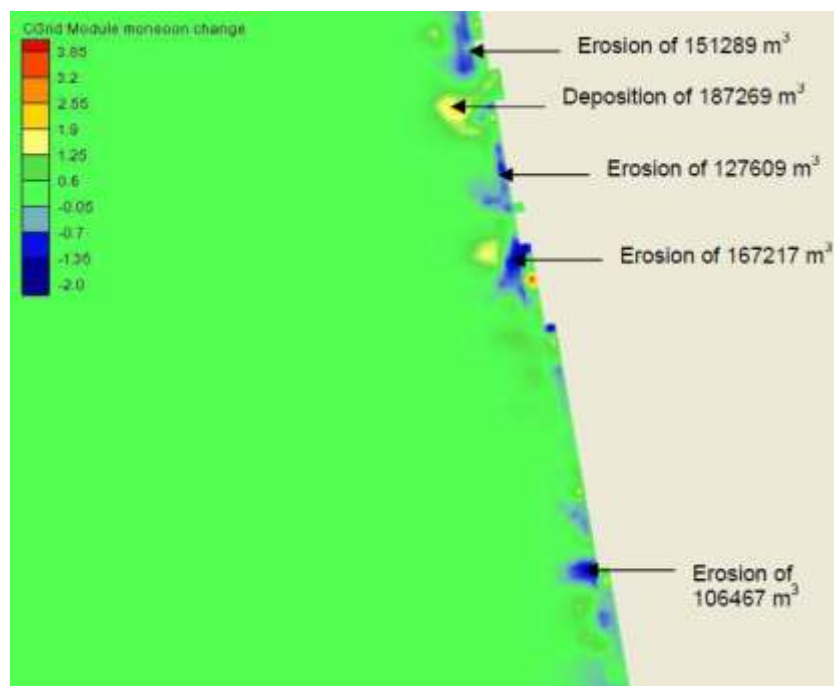 CGrid Module monsoon change
3.85
3.2
2.55
1.9
1.25
0.6
-0.05
-0.7
-1.35
-2.0
Erosion of 151289 m³
Deposition of 187269 m³
Erosion of 127609 m³
Erosion of 167217 m³
Erosion of
106467 m³